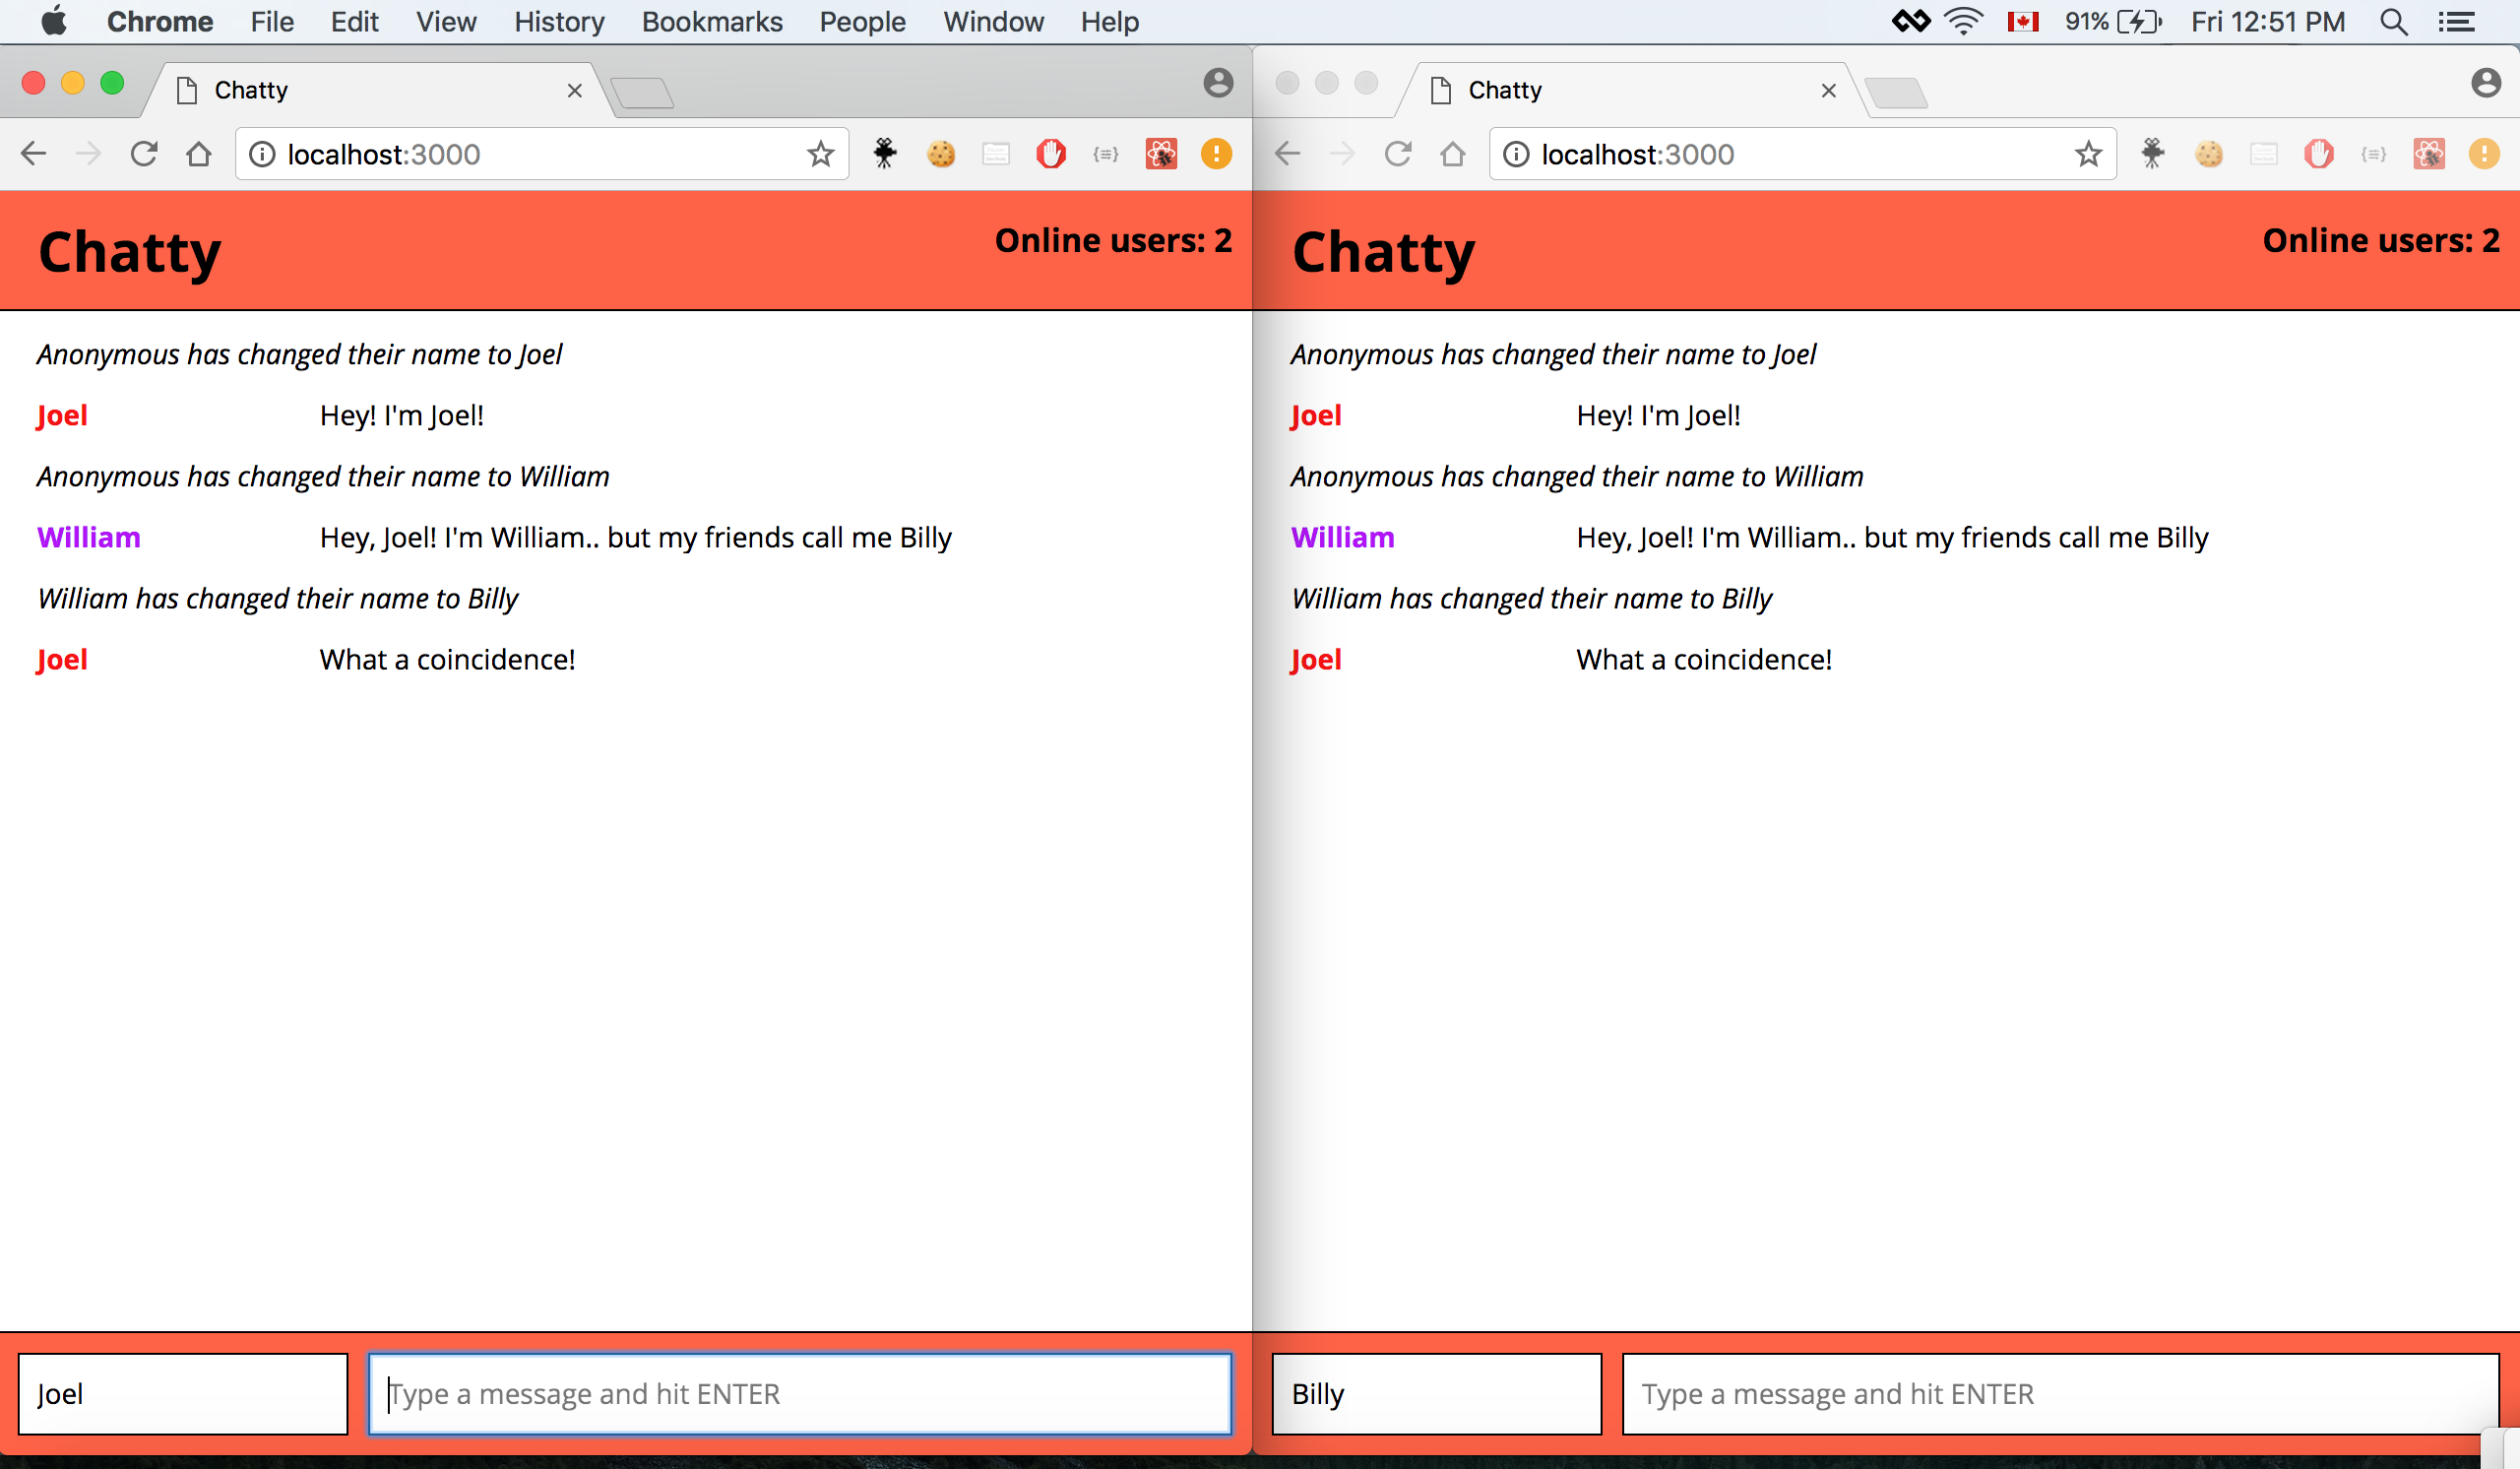 Chrome File Edit View History Bookmarks People Window Help 91% Fri 12:51 PM
Chatty
localhost:3000
Chatty
Online users: 2
Anonymous has changed their name to Joel
Joel Hey! I'm Joel!
Anonymous has changed their name to William
William Hey, Joel! I'm William.. but my friends call me Billy
William has changed their name to Billy
Joel What a coincidence!
Joel Type a message and hit ENTER
Chatty
localhost:3000
Chatty
Online users: 2
Anonymous has changed their name to Joel
Joel Hey! I'm Joel!
Anonymous has changed their name to William
William Hey, Joel! I'm William.. but my friends call me Billy
William has changed their name to Billy
Joel What a coincidence!
Billy Type a message and hit ENTER